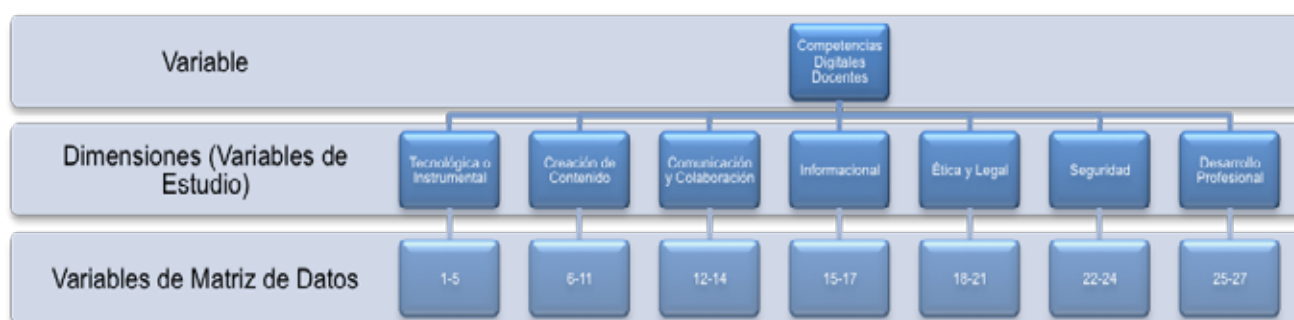 Variable
Competencias
Digitales
Docentes
Dimensiones (Variables de
Estudio)
Tecnológica o
Instrumental
Creación de
Contenido
Comunicación
y Colaboración
Informacional
Ética y Legal
Seguridad
Desarrollo
Profesional
Variables de Matriz de Datos
1-5
6-11
12-14
15-17
18-21
22-24
25-27